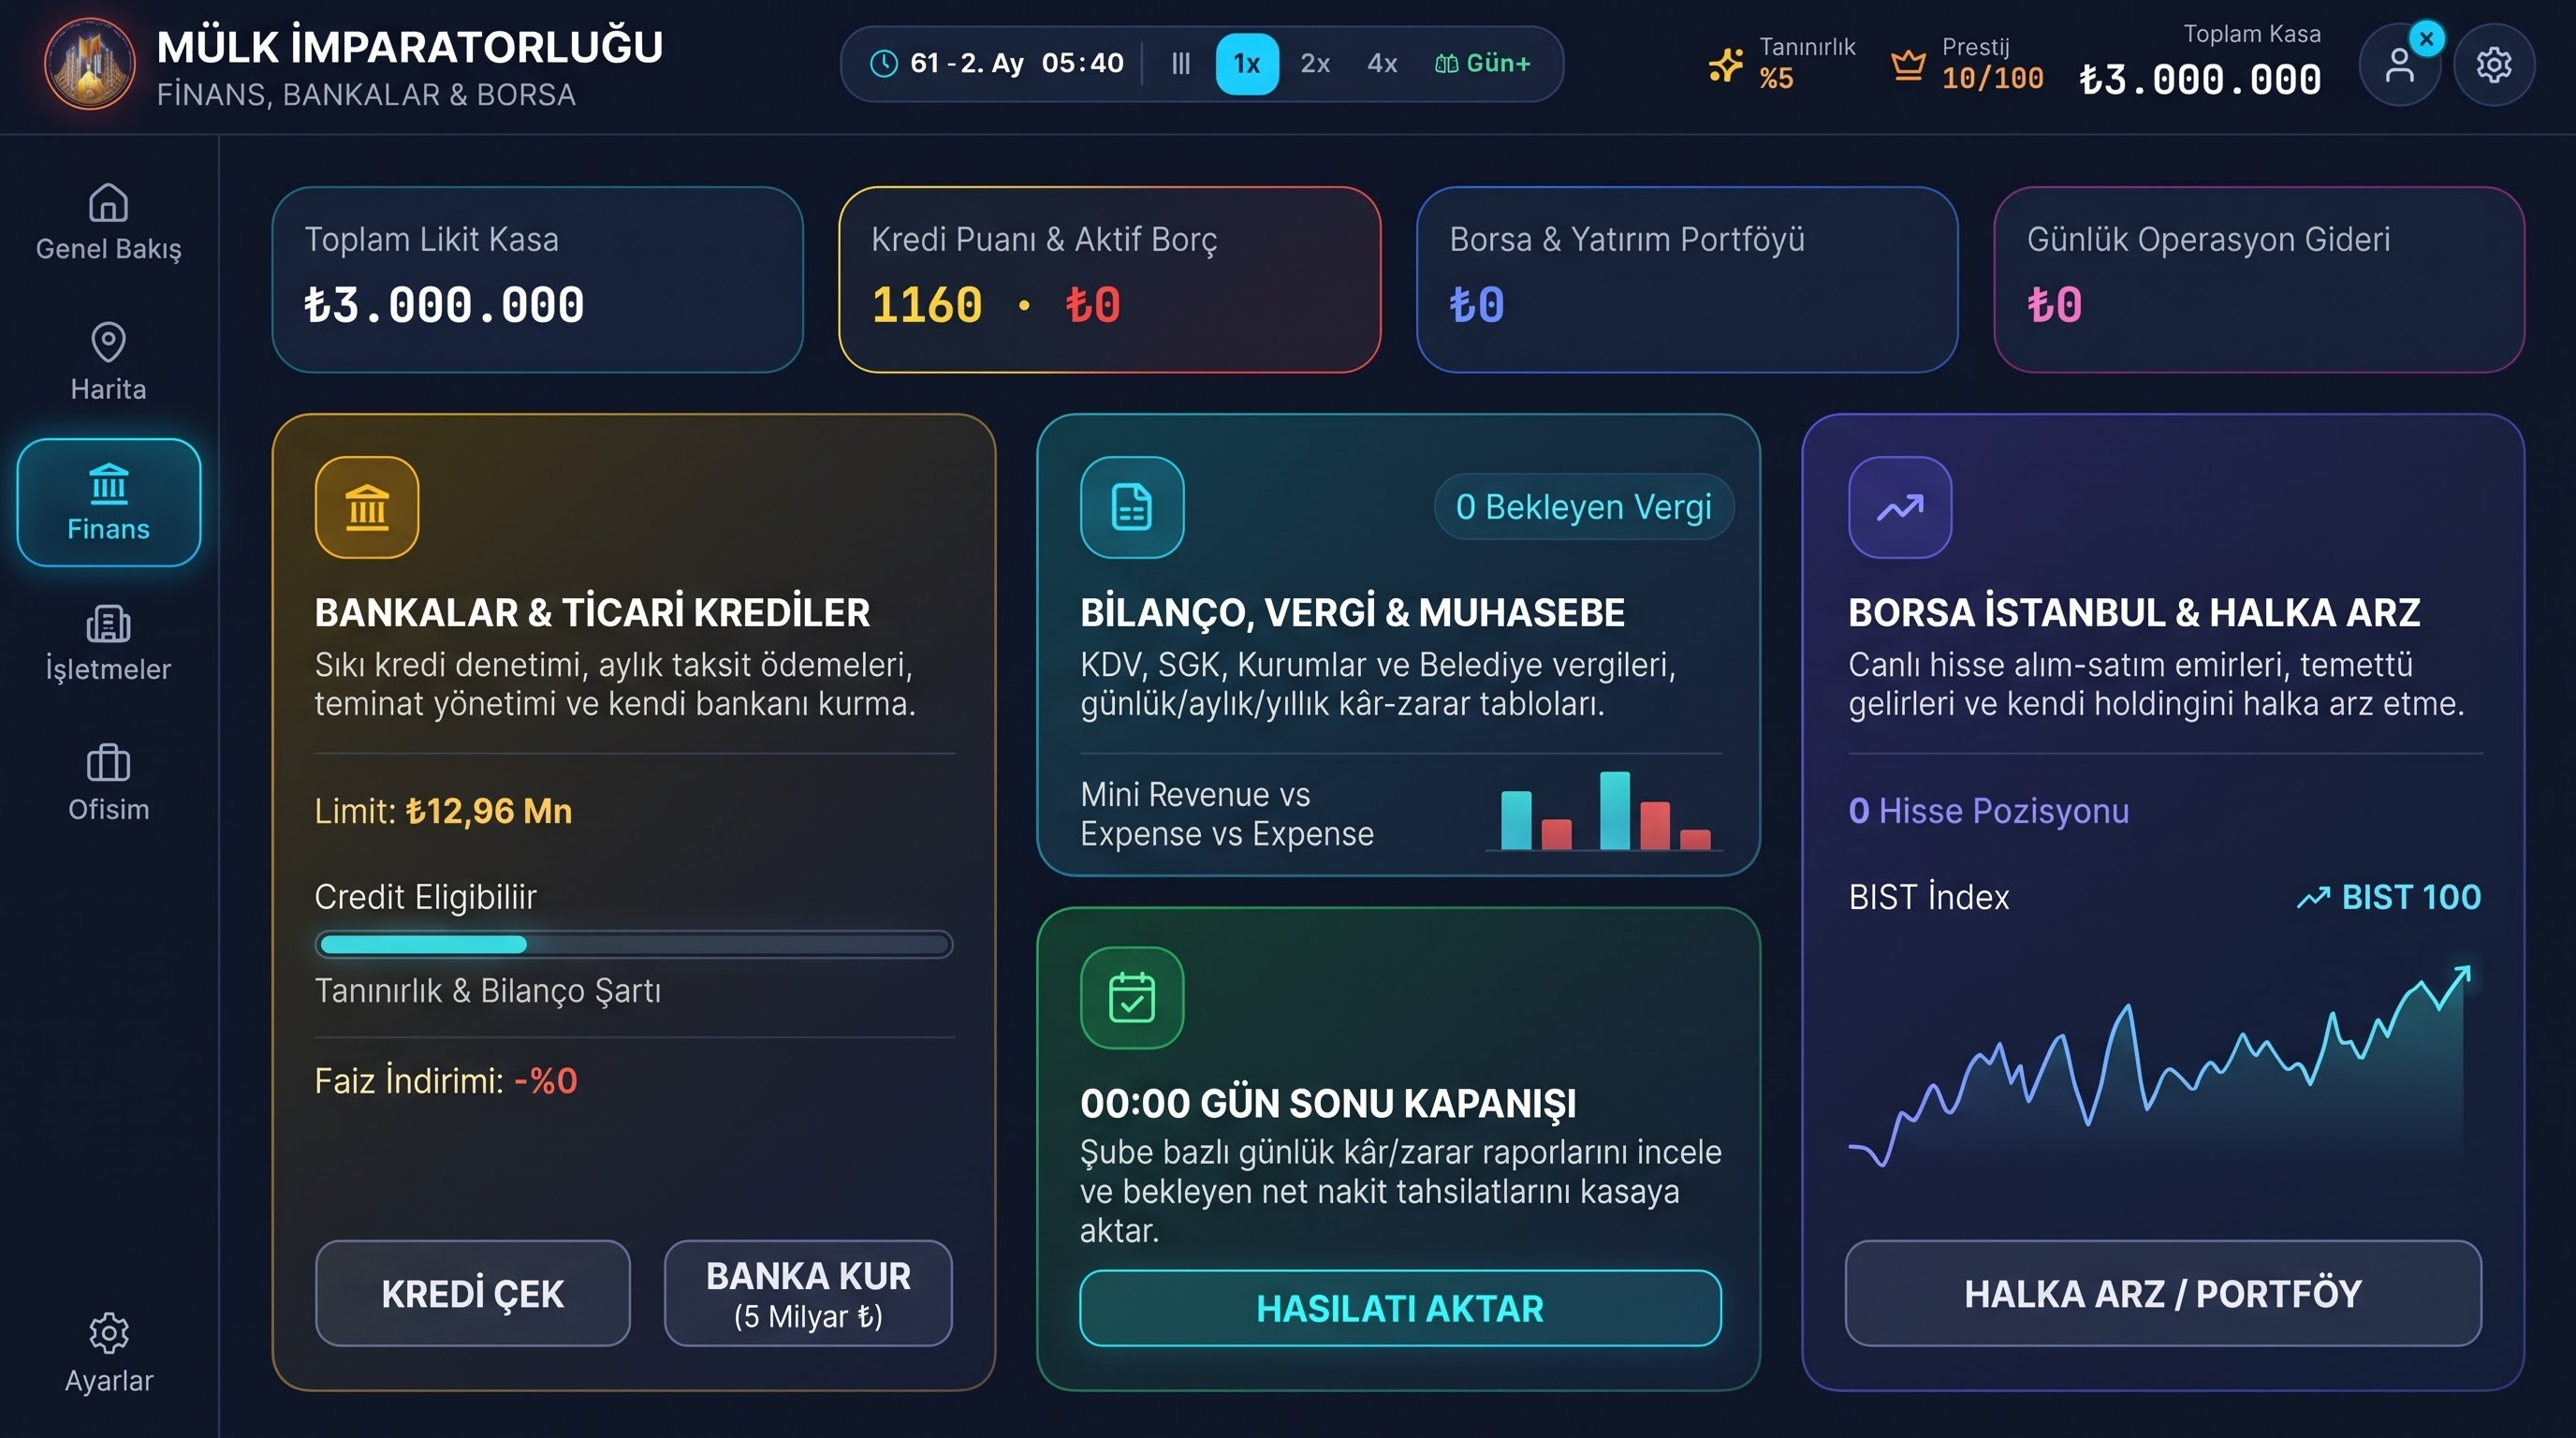 MÜLK İMPARATORLUĞU
FİNANS, BANKALAR & BORSA
61 - 2. Ay 05:40
1x
2x
4x
Gün+
Tanınırlık
%5
Prestij
10/100
Toplam Kasa
₺3.000.000
Genel Bakış
Harita
Finans
İşletmeler
Ofisim
Ayarlar
Toplam Likit Kasa
₺3.000.000
Kredi Puanı & Aktif Borç
1160 • ₺0
Borsa & Yatırım Portföyü
₺0
Günlük Operasyon Gideri
₺0
BANKALAR & TİCARİ KREDİLER
Sıkı kredi denetimi, aylık taksit ödemeleri,
teminat yönetimi ve kendi bankanı kurma.
Limit: ₺12,96 Mn
Credit Eligibiliir
Tanınırlık & Bilanço Şartı
Faiz İndirimi: -%0
KREDİ ÇEK
BANKA KUR
(5 Milyar ₺)
0 Bekleyen Vergi
BİLANÇO, VERGİ & MUHASEBE
KDV, SGK, Kurumlar ve Belediye vergileri,
günlük/aylık/yıllık kâr-zarar tabloları.
Mini Revenue vs
Expense vs Expense
00:00 GÜN SONU KAPANIŞI
Şube bazlı günlük kâr/zarar raporlarını incele
ve bekleyen net nakit tahsilatlarını kasaya
aktar.
HASILATI AKTAR
BORSA İSTANBUL & HALKA ARZ
Canlı hisse alım-satım emirleri, temettü
gelirleri ve kendi holdingini halka arz etme.
0 Hisse Pozisyonu
BIST İndex
BIST 100
HALKA ARZ / PORTFÖY